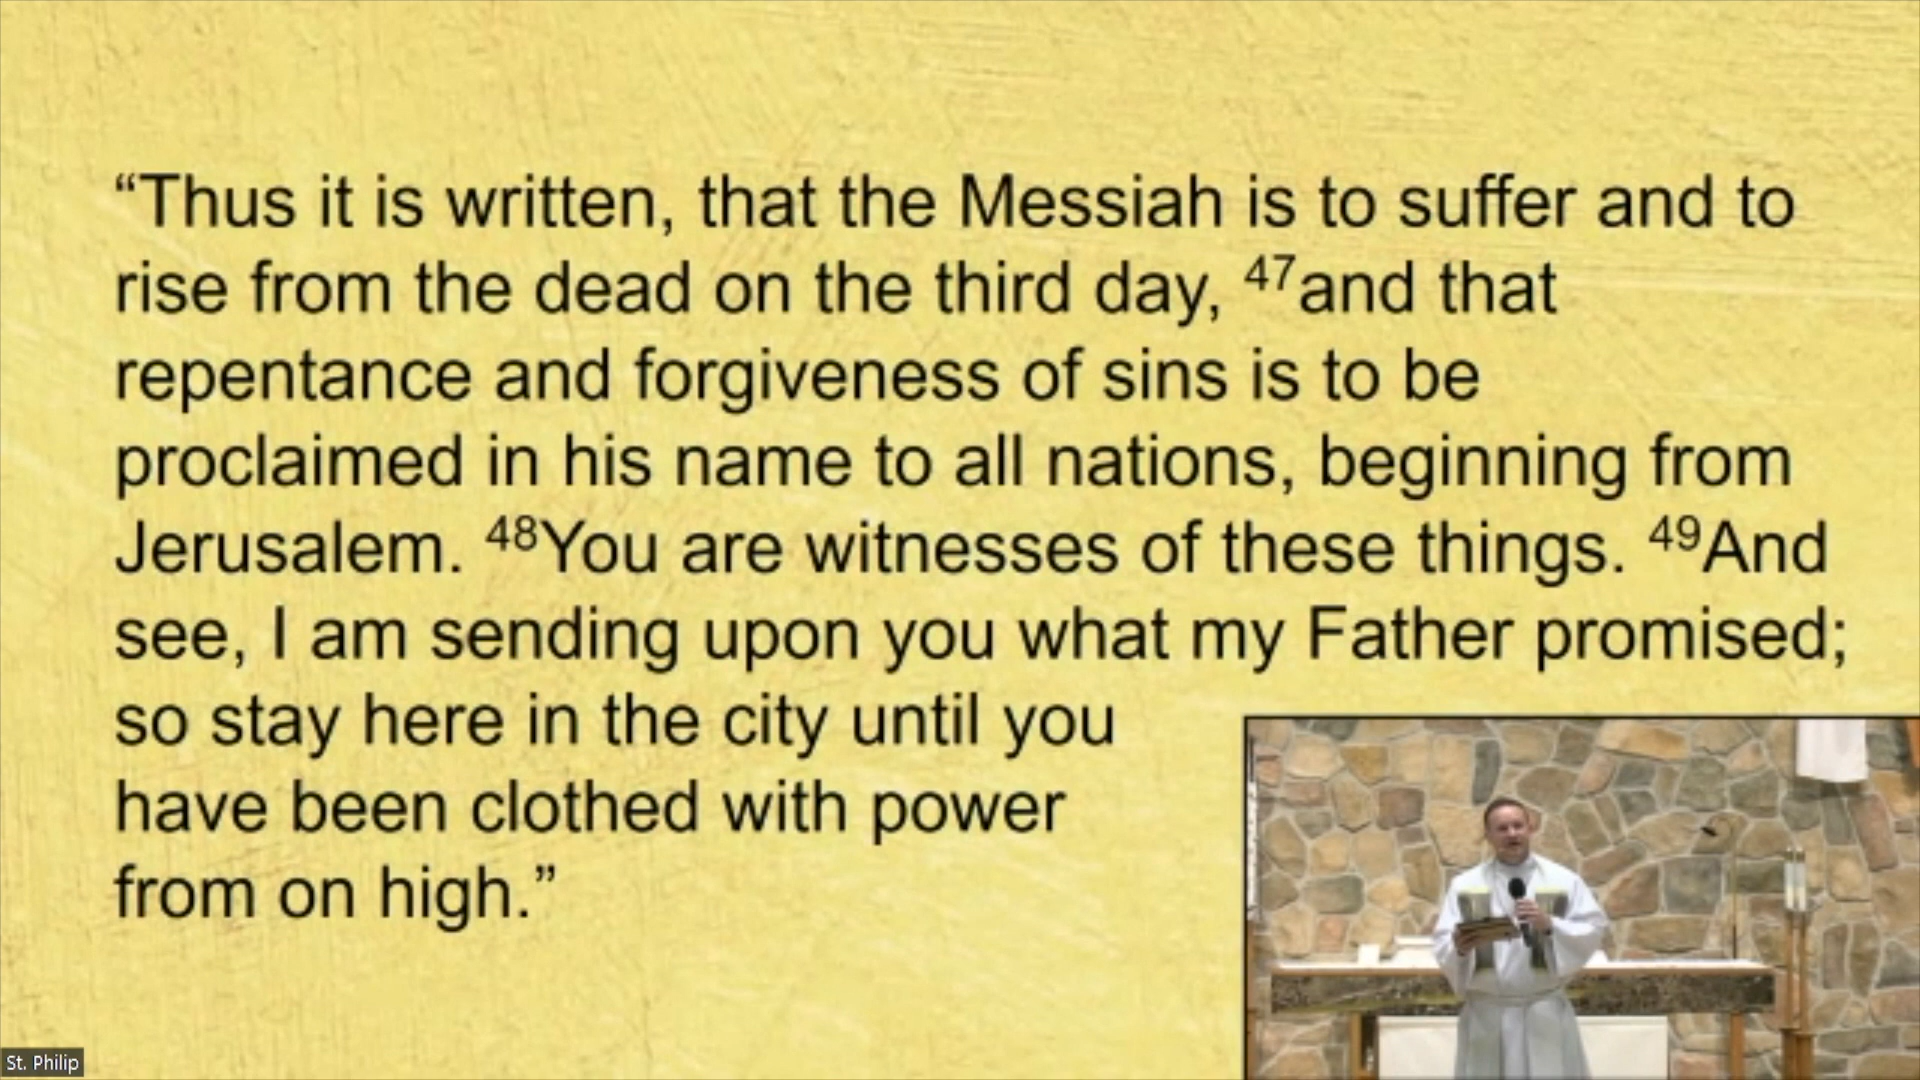 “Thus it is written, that the Messiah is to suffer and to
rise from the dead on the third day, 47and that
repentance and forgiveness of sins is to be
proclaimed in his name to all nations, beginning from
Jerusalem. 48You are witnesses of these things. 49And
see, I am sending upon you what my Father promised;
so stay here in the city until you
have been clothed with power
from on high.”
St. Philip